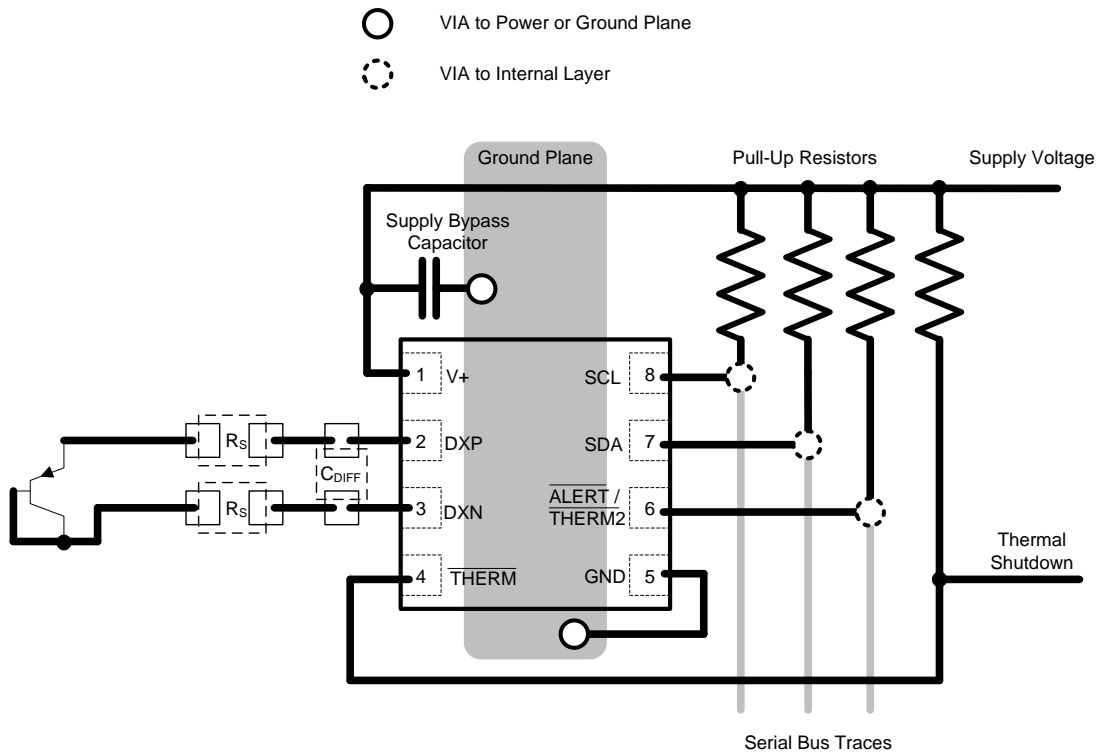 VIA to Power or Ground Plane
VIA to Internal Layer
Ground Plane
Pull-Up Resistors
Supply Voltage
Supply Bypass
Capacitor
1
V+
SCL
8
RS
2
DXP
SDA
7
CDIFF
RS
3
DXN
ALERT /
THERM2
6
4
THERM
GND
5
Thermal
Shutdown
Serial Bus Traces